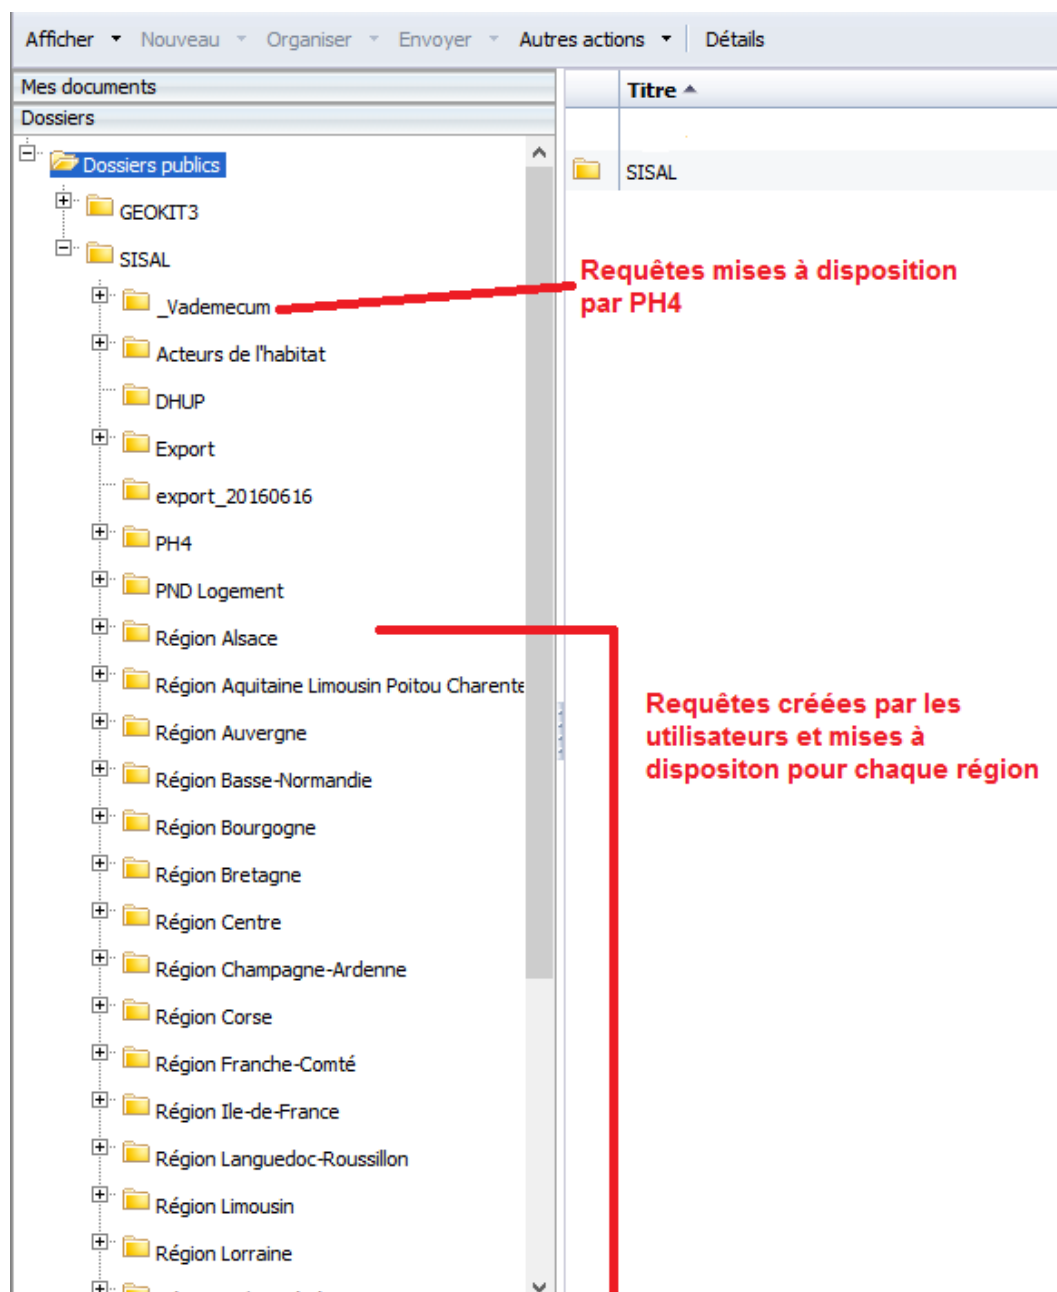 Afficher Nouveau Organiser Envoyer Autres actions Détails
Mes documents
Titre
Dossiers
Dossiers publics
SISAL
GEOKIT3
SISAL
Requêtes mises à disposition
par PH4
_Vademecum
Acteurs de l'habitat
DHUP
Export
export_20160616
PH4
PND Logement
Région Alsace
Région Aquitaine Limousin Poitou Charente
Requêtes créées par les
utilisateurs et mises à
dispositon pour chaque région
Région Auvergne
Région Basse-Normandie
Région Bourgogne
Région Bretagne
Région Centre
Région Champagne-Ardenne
Région Corse
Région Franche-Comté
Région Ile-de-France
Région Languedoc-Roussillon
Région Limousin
Région Lorraine